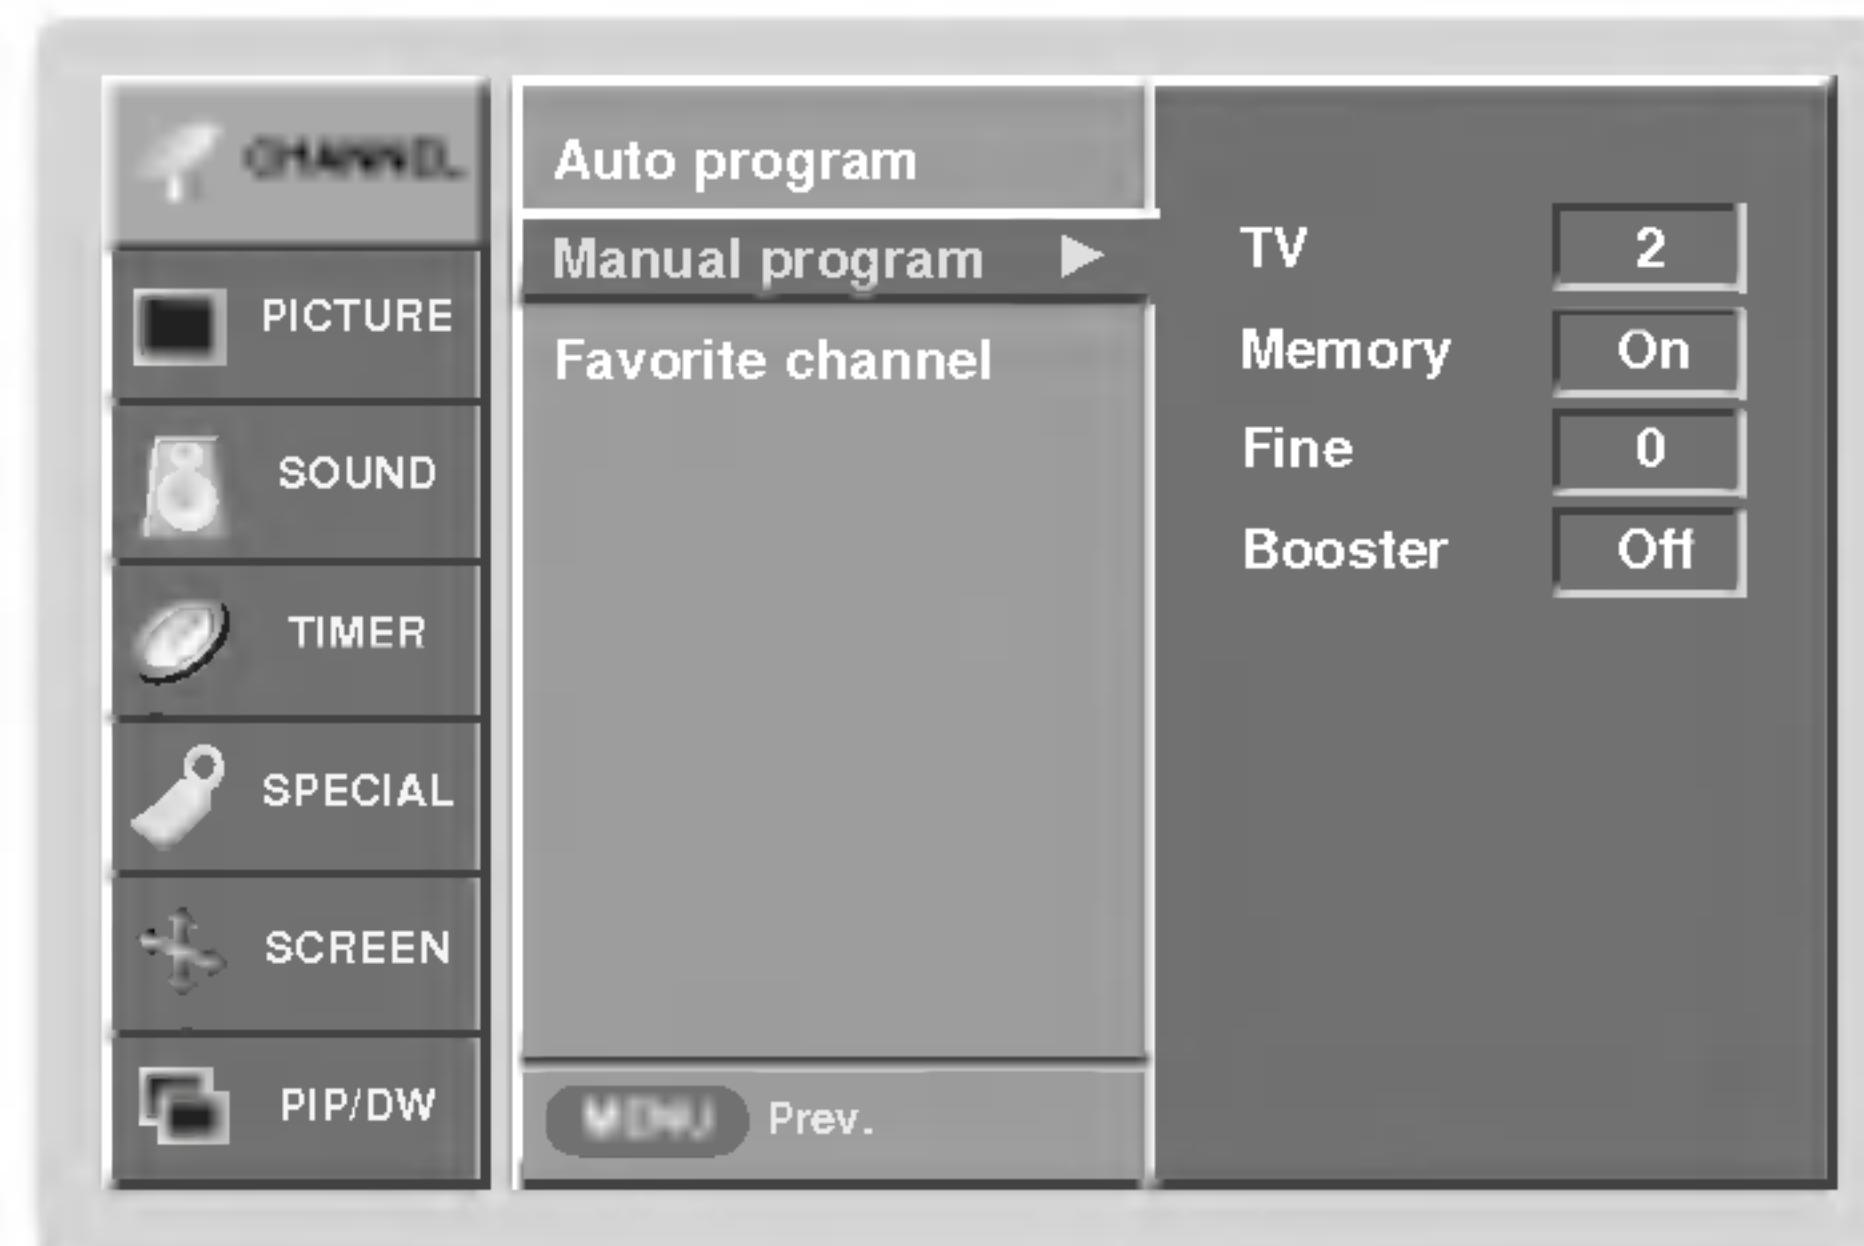 CHANNEL
PICTURE
SOUND
TIMER
SPECIAL
SCREEN
PIP/DW
Auto program
Manual program
Favorite channel
MENU Prev.
TV 2
Memory On
Fine 0
Booster Off